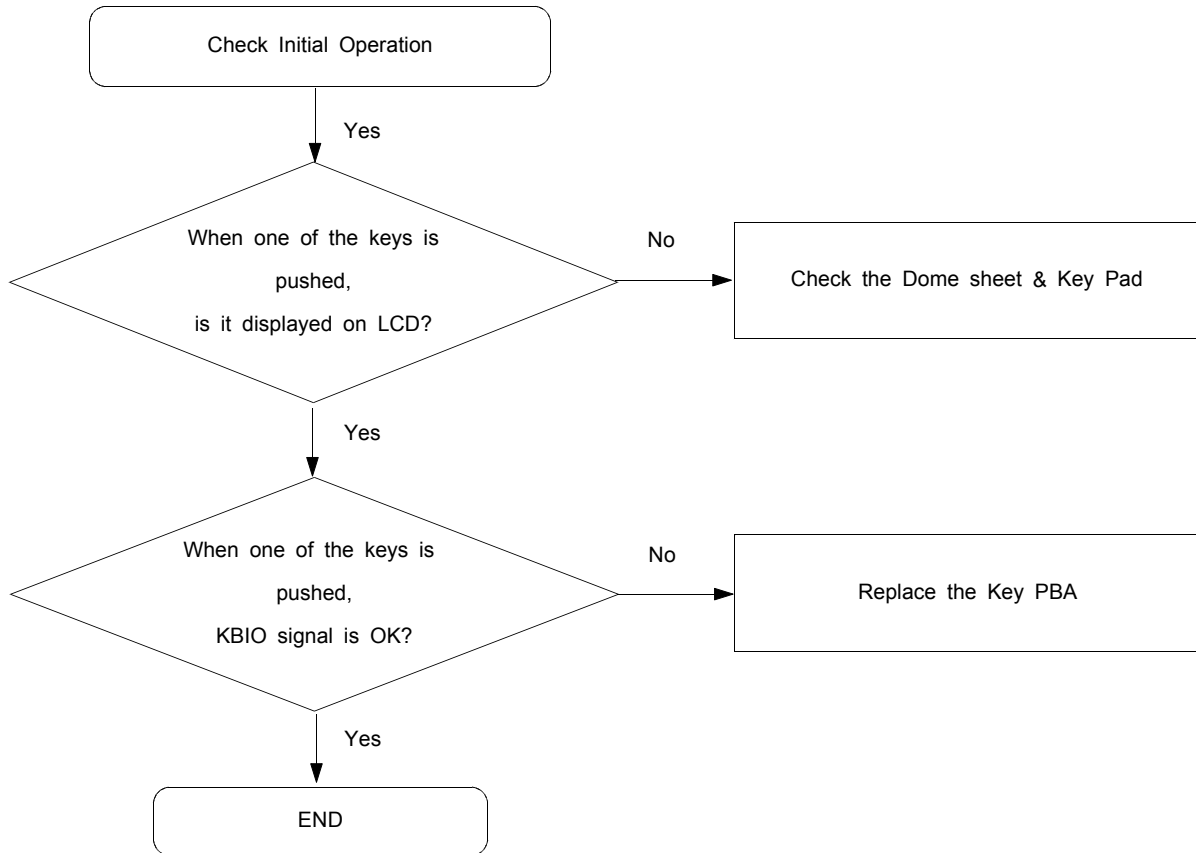 Check Initial Operation
Yes
When one of the keys is
pushed,
is it displayed on LCD?
No
Check the Dome sheet & Key Pad
Yes
When one of the keys is
pushed,
KBIO signal is OK?
No
Replace the Key PBA
Yes
END